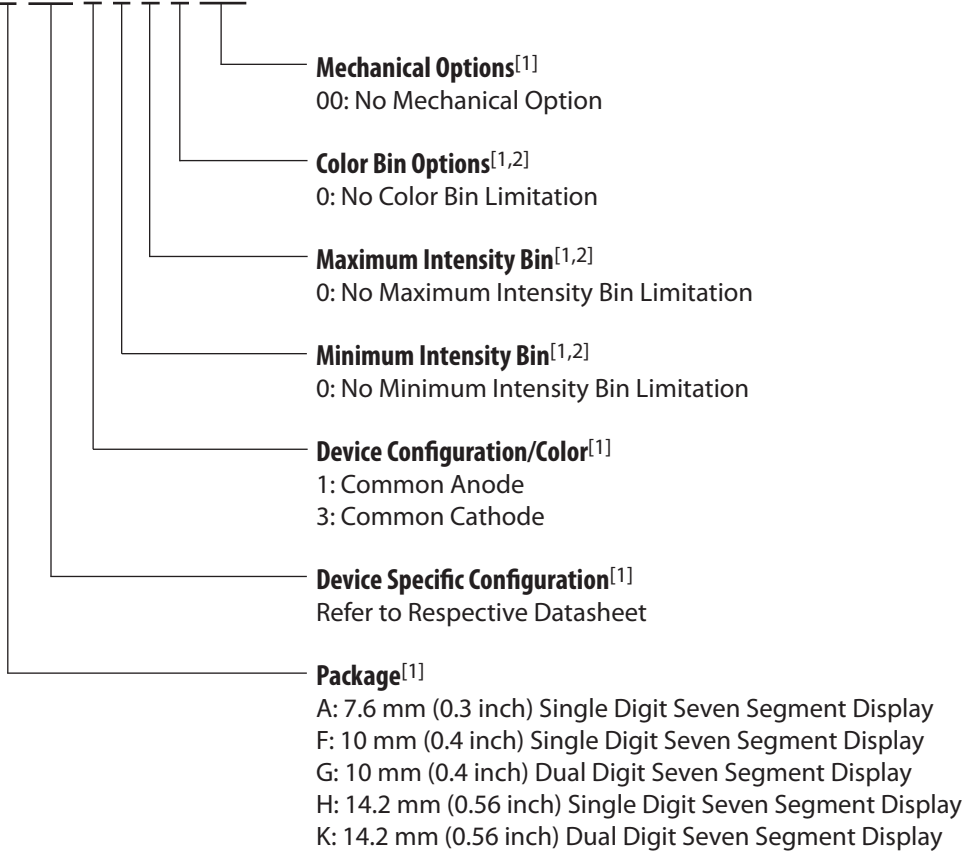 Mechanical Options[1]
00: No Mechanical Option
Color Bin Options[1,2]
0: No Color Bin Limitation
Maximum Intensity Bin[1,2]
0: No Maximum Intensity Bin Limitation
Minimum Intensity Bin[1,2]
0: No Minimum Intensity Bin Limitation
Device Configuration/Color[1]
1: Common Anode
3: Common Cathode
Device Specific Configuration[1]
Refer to Respective Datasheet
Package[1]
A: 7.6 mm (0.3 inch) Single Digit Seven Segment Display
F: 10 mm (0.4 inch) Single Digit Seven Segment Display
G: 10 mm (0.4 inch) Dual Digit Seven Segment Display
H: 14.2 mm (0.56 inch) Single Digit Seven Segment Display
K: 14.2 mm (0.56 inch) Dual Digit Seven Segment Display